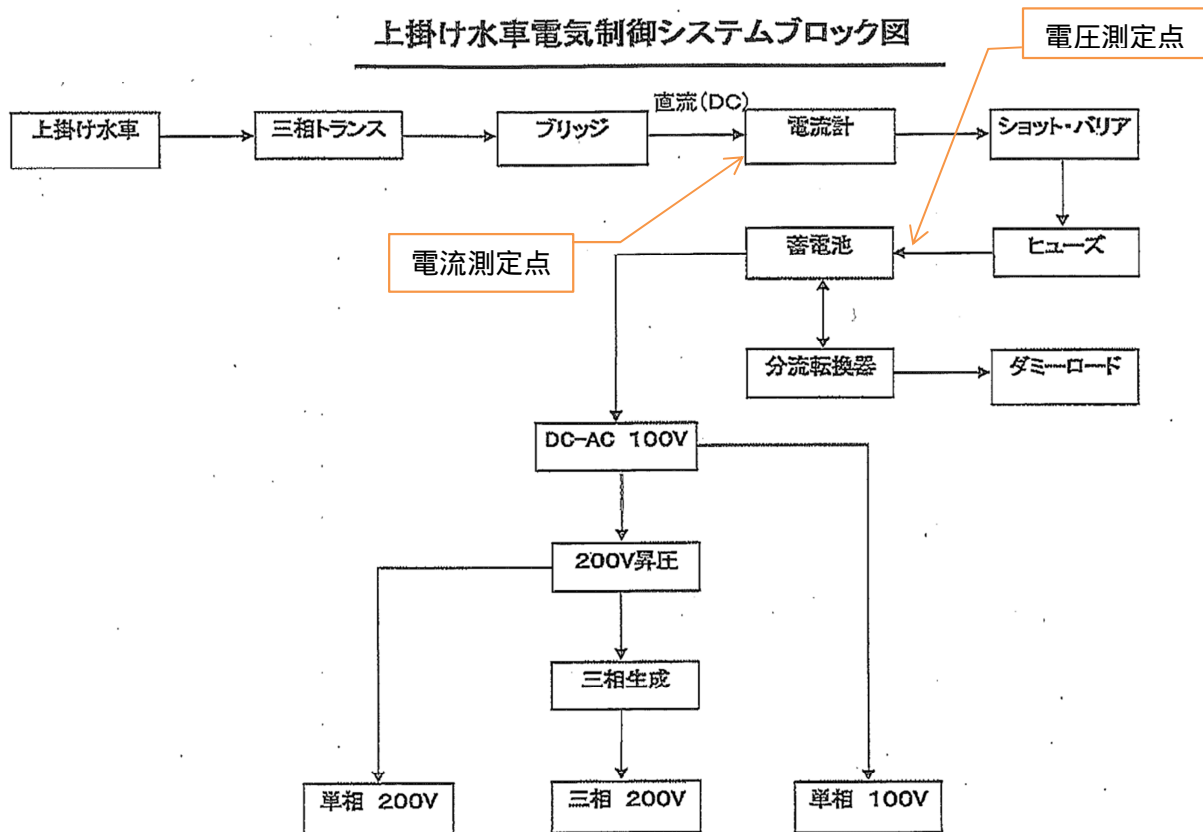 上掛け水車電気制御システムブロック図
電圧測定点
上掛け水車
三相トランス
ブリッジ
直流(DC)
電流計
ショット・バリア
電流測定点
蓄電池
ヒューズ
分流転換器
ダミーロード
DC-AC 100V
200V昇圧
三相生成
単相 200V
三相 200V
単相 100V